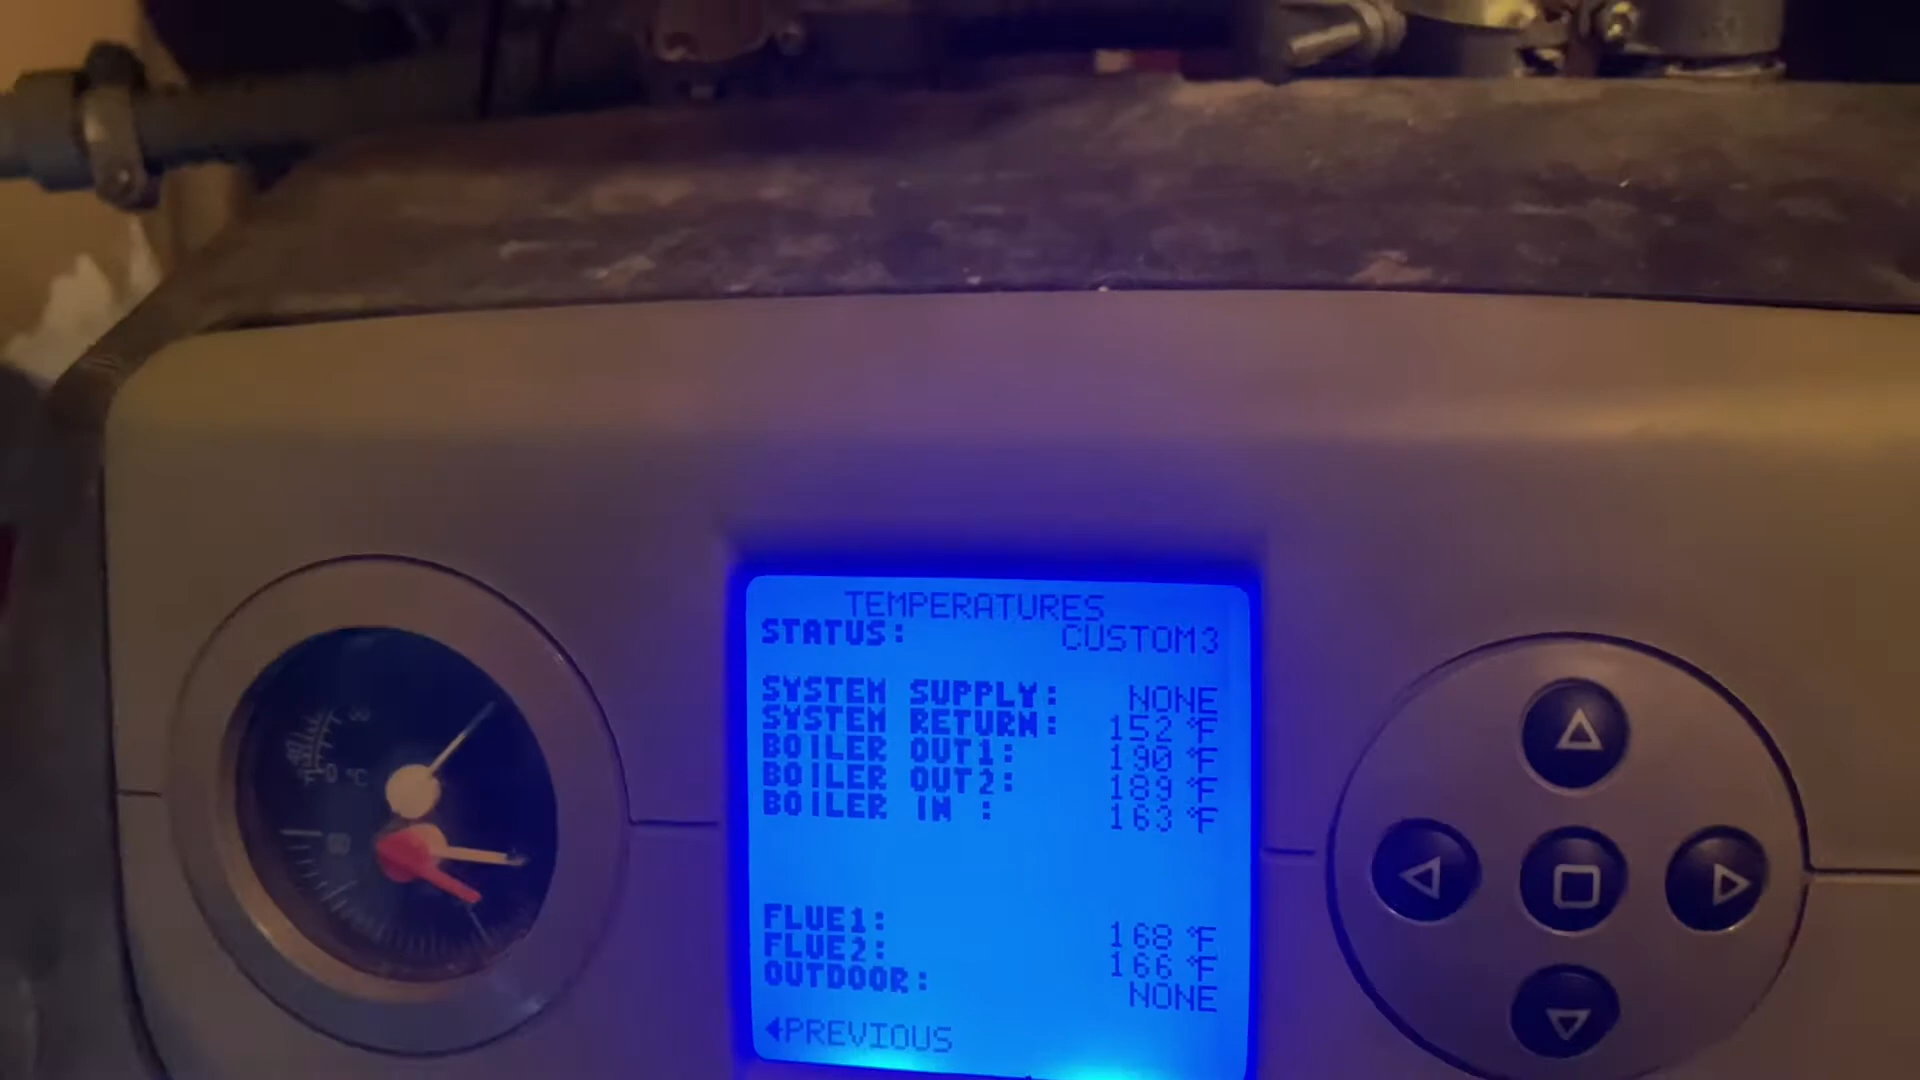 TEMPERATURES
STATUS: CUSTOM3
SYSTEM SUPPLY: NONE
SYSTEM RETURN: 152 °F
BOILER OUT1: 190 °F
BOILER OUT2: 189 °F
BOILER IN : 163 °F
FLUE1: 168 °F
FLUE2: 166 °F
OUTDOOR: NONE
◀PREVIOUS
0 °C